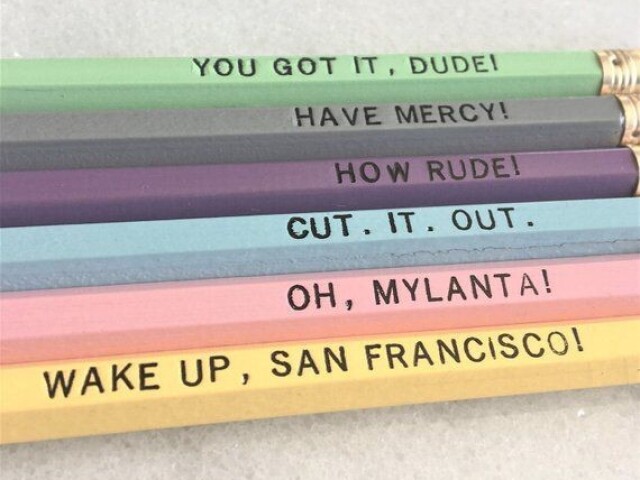 YOU GOT IT, DUDE!
HAVE MERCY!
HOW RUDE!
CUT. IT. OUT.
OH, MYLANTA!
WAKE UP, SAN FRANCISCO!